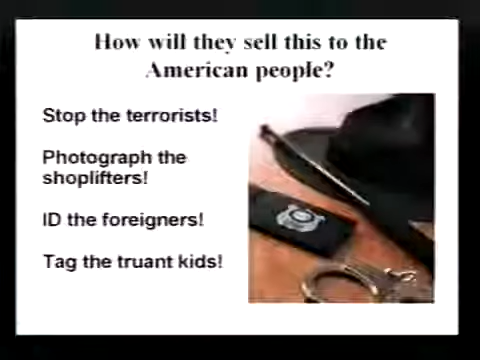 How will they sell this to the
American people?
Stop the terrorists!
Photograph the
shoplifters!
ID the foreigners!
Tag the truant kids!